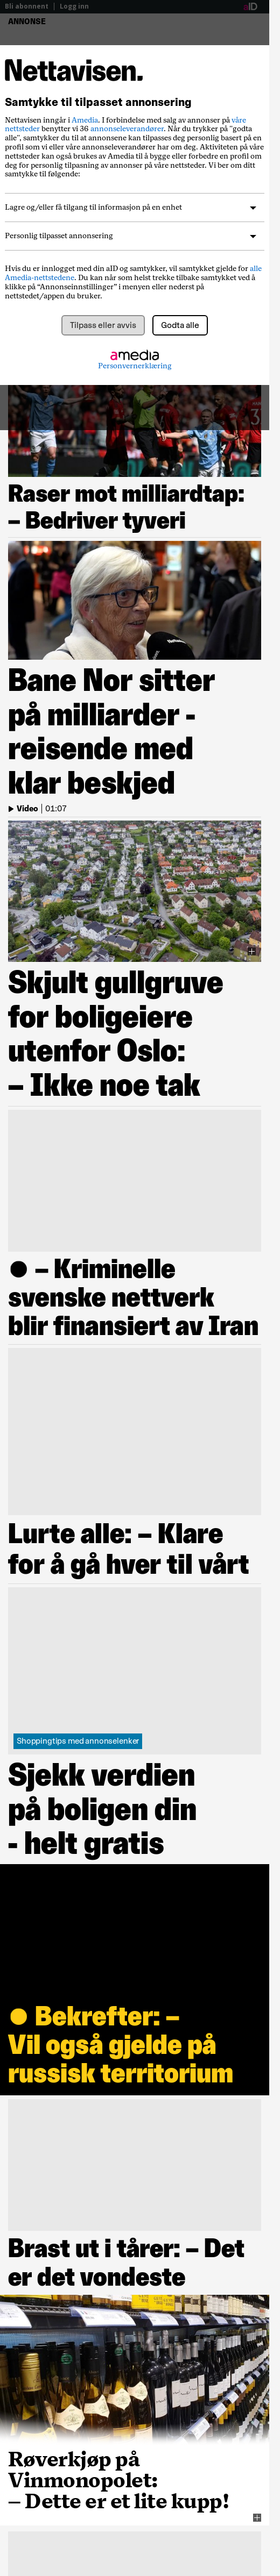 Bli abonnent | Logg inn
aID
ANNONSE
Nettavisen.
Samtykke til tilpasset annonsering
Nettavisen inngår i Amedia. I forbindelse med salg av annonser på våre
nettsteder benytter vi 36 annonseleverandører. Når du trykker på "godta
alle", samtykker du til at annonser kan tilpasses deg personlig basert på en
profil som vi eller våre annonseleverandører har om deg. Aktiviteten på våre
nettsteder kan også brukes av Amedia til å bygge eller forbedre en profil om
deg for personlig tilpasning av annonser på våre nettsteder. Vi ber om ditt
samtykke til følgende:
Lagre og/eller få tilgang til informasjon på en enhet
Personlig tilpasset annonsering
Hvis du er innlogget med din aID og samtykker, vil samtykket gjelde for alle
Amedia-nettstedene. Du kan når som helst trekke tilbake samtykket ved å
klikke på “Annonseinnstillinger” i menyen eller nederst på
nettstedet/appen du bruker.
Tilpass eller avvis
Godta alle
amedia
Personvernerklæring
3
Raser mot milliardtap:
– Bedriver tyveri
Bane Nor sitter
på milliarder -
reisende med
klar beskjed
Video | 01:07
Skjult gullgruve
for boligeiere
utenfor Oslo:
– Ikke noe tak
● – Kriminelle
svenske nettverk
blir finansiert av Iran
Lurte alle: – Klare
for å gå hver til vårt
Shoppingtips med annonselenker
Sjekk verdien
på boligen din
- helt gratis
● Bekrefter: –
Vil også gjelde på
russisk territorium
Brast ut i tårer: – Det
er det vondeste
Røverkjøp på
Vinmonopolet:
– Dette er et lite kupp!